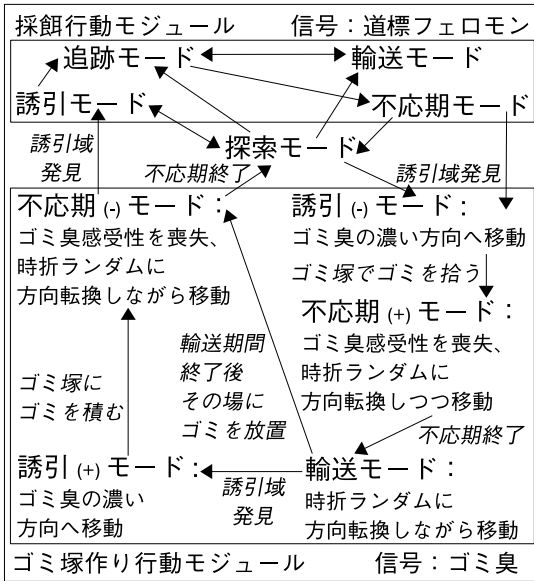 採餌行動モジュール 信号：道標フェロモン
追跡モード 輸送モード
誘引モード 不応期モード
誘引域
発見
探索モード
不応期終了
誘引域発見
不応期 (-) モード：
ゴミ臭感受性を喪失、
時折ランダムに
方向転換しながら移動
誘引 (-) モード：
ゴミ臭の濃い方向へ移動
ゴミ塚でゴミを拾う
不応期 (+) モード：
ゴミ臭感受性を喪失、
時折ランダムに
方向転換しつつ移動
不応期終了
輸送期間
終了後
その場に
ゴミを放置
ゴミ塚に
ゴミを積む
誘引 (+) モード：
ゴミ臭の濃い
方向へ移動
誘引域
発見
輸送モード：
時折ランダムに
方向転換しながら移動
ゴミ塚作り行動モジュール 信号：ゴミ臭